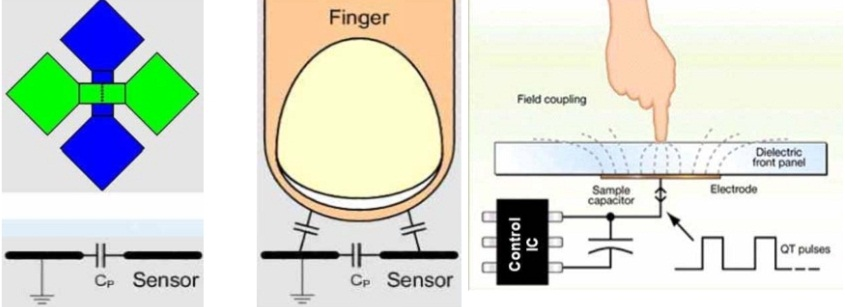 Cₚ Sensor
Finger
Cₚ Sensor
Field coupling
Dielectric
front panel
Sample
capacitor
Electrode
Control
IC
QT pulses